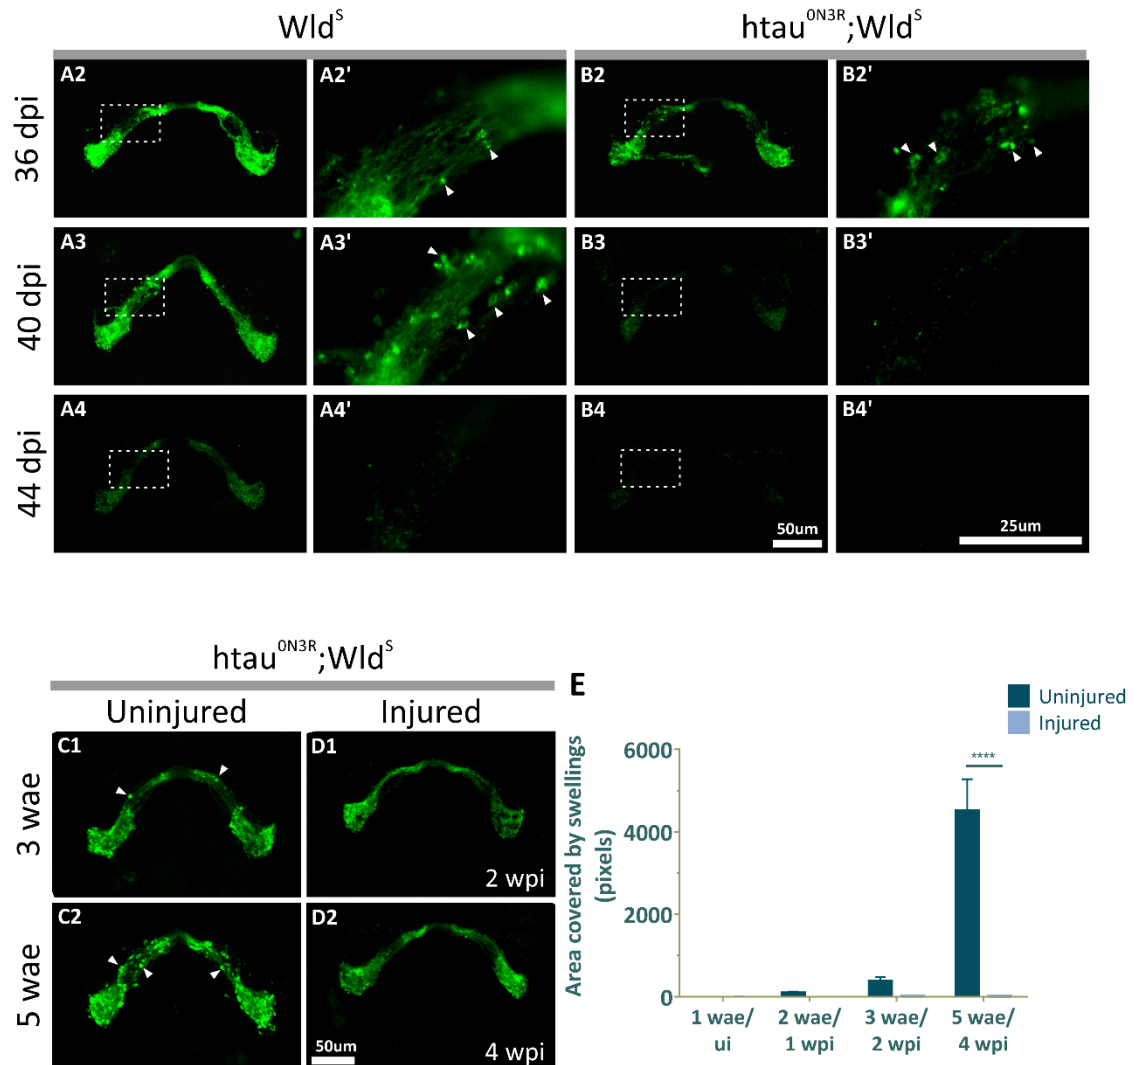 Wld^S
htau^0N3R;Wld^S
36 dpi
A2
A2'
B2
B2'
40 dpi
A3
A3'
B3
B3'
44 dpi
A4
A4'
B4
B4'
50um
25um
htau^0N3R;Wld^S
Uninjured
Injured
3 wae
C1
D1
2 wpi
5 wae
C2
D2
50um
4 wpi
E
Uninjured
Injured
Area covered by swellings
(pixels)
6000
4000
2000
0
****
1 wae/
ui
2 wae/
1 wpi
3 wae/
2 wpi
5 wae/
4 wpi